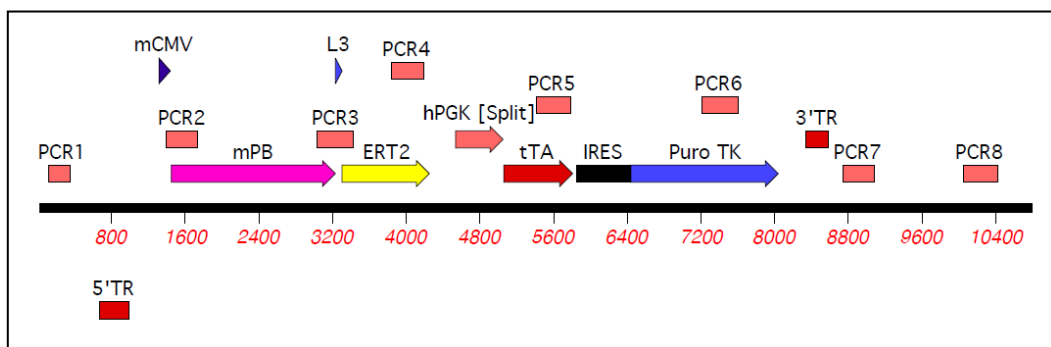 mCMV L3 PCR4
PCR2 PCR3 hPGK [Split] PCR5 PCR6 3'TR
PCR1 mPB ERT2 tTA IRES Puro TK PCR7 PCR8
800 1600 2400 3200 4000 4800 5600 6400 7200 8000 8800 9600 10400
5'TR